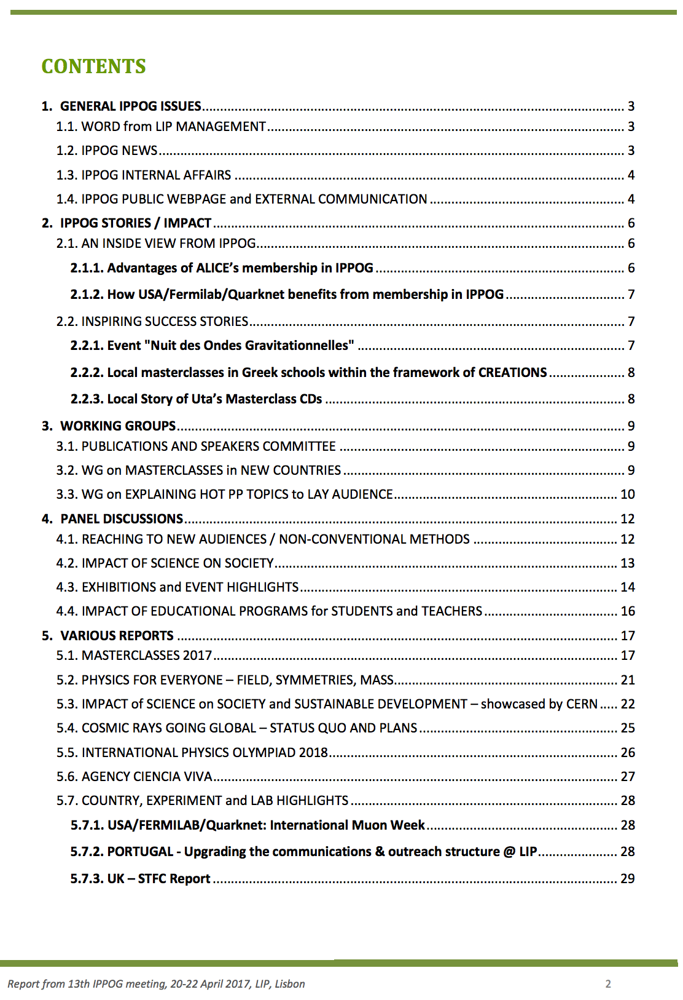 CONTENTS
1. GENERAL IPPOG ISSUES 3
1.1. WORD from LIP MANAGEMENT 3
1.2. IPPOG NEWS 3
1.3. IPPOG INTERNAL AFFAIRS 4
1.4. IPPOG PUBLIC WEBPAGE and EXTERNAL COMMUNICATION 4
2. IPPOG STORIES / IMPACT 6
2.1. AN INSIDE VIEW FROM IPPOG 6
2.1.1. Advantages of ALICE’s membership in IPPOG 6
2.1.2. How USA/Fermilab/Quarknet benefits from membership in IPPOG 7
2.2. INSPIRING SUCCESS STORIES 7
2.2.1. Event "Nuit des Ondes Gravitationnelles" 7
2.2.2. Local masterclasses in Greek schools within the framework of CREATIONS 8
2.2.3. Local Story of Uta’s Masterclass CDs 8
3. WORKING GROUPS 9
3.1. PUBLICATIONS AND SPEAKERS COMMITTEE 9
3.2. WG on MASTERCLASSES in NEW COUNTRIES 9
3.3. WG on EXPLAINING HOT PP TOPICS to LAY AUDIENCE 10
4. PANEL DISCUSSIONS 12
4.1. REACHING TO NEW AUDIENCES / NON-CONVENTIONAL METHODS 12
4.2. IMPACT OF SCIENCE ON SOCIETY 13
4.3. EXHIBITIONS and EVENT HIGHLIGHTS 14
4.4. IMPACT OF EDUCATIONAL PROGRAMS for STUDENTS and TEACHERS 16
5. VARIOUS REPORTS 17
5.1. MASTERCLASSES 2017 17
5.2. PHYSICS FOR EVERYONE – FIELD, SYMMETRIES, MASS 21
5.3. IMPACT of SCIENCE on SOCIETY and SUSTAINABLE DEVELOPMENT – showcased by CERN 22
5.4. COSMIC RAYS GOING GLOBAL – STATUS QUO AND PLANS 25
5.5. INTERNATIONAL PHYSICS OLYMPIAD 2018 26
5.6. AGENCY CIENCIA VIVA 27
5.7. COUNTRY, EXPERIMENT and LAB HIGHLIGHTS 28
5.7.1. USA/FERMILAB/Quarknet: International Muon Week 28
5.7.2. PORTUGAL - Upgrading the communications & outreach structure @ LIP 28
5.7.3. UK – STFC Report 29
Report from 13th IPPOG meeting, 20-22 April 2017, LIP, Lisbon 2